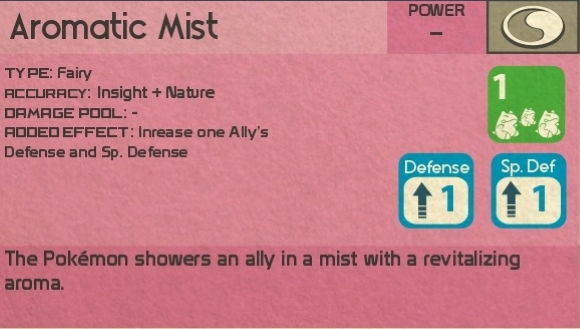 Aromatic Mist
POWER
–
TYPE: Fairy
ACCURACY: Insight + Nature
DAMAGE POOL: -
ADDED EFFECT: Inrease one Ally's
Defense and Sp. Defense
1
Defense
1
Sp. Def
1
The Pokémon showers an ally in a mist with a revitalizing
aroma.